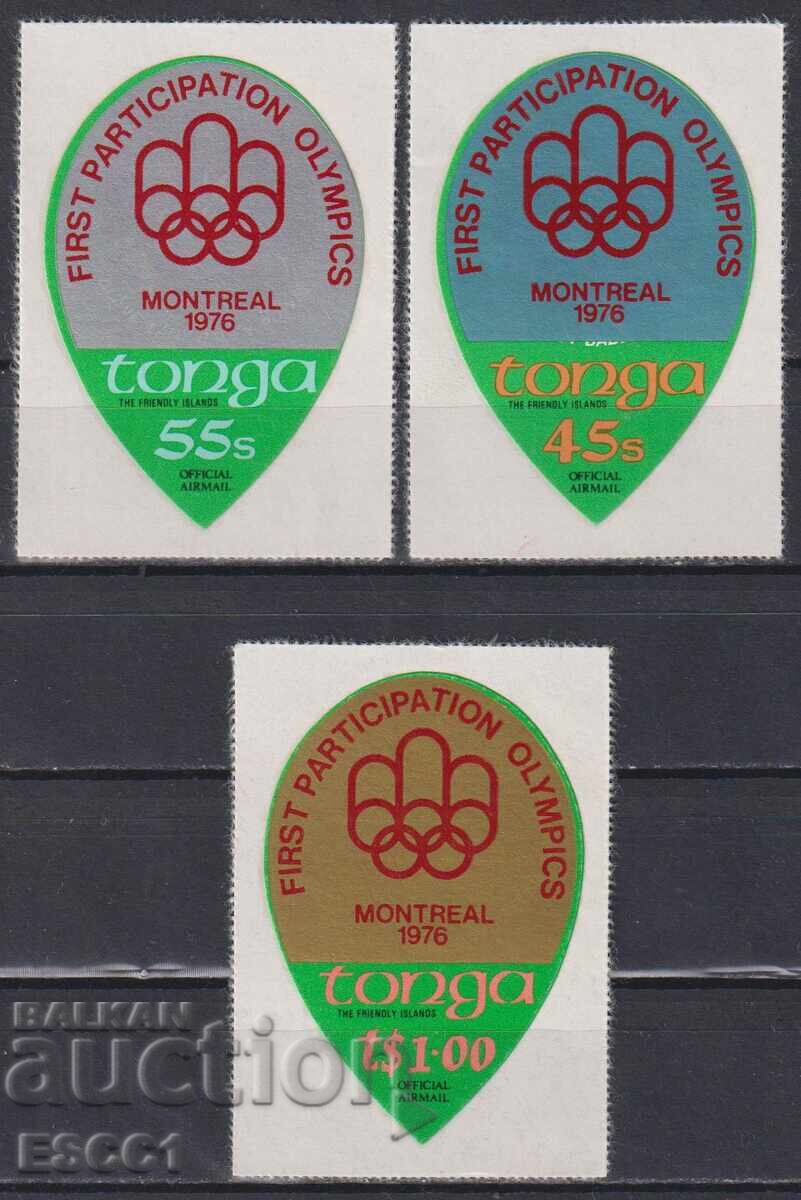 FIRST PARTICIPATION OLYMPICS
MONTREAL
1976
tonga
THE FRIENDLY ISLANDS
55s
OFFICIAL
AIRMAIL
FIRST PARTICIPATION OLYMPICS
MONTREAL
1976
tonga
THE FRIENDLY ISLANDS
45s
OFFICIAL
AIRMAIL
FIRST PARTICIPATION OLYMPICS
MONTREAL
1976
tonga
THE FRIENDLY ISLANDS
t$1·00
OFFICIAL
AIRMAIL
BALKAN
auction
ESCC1